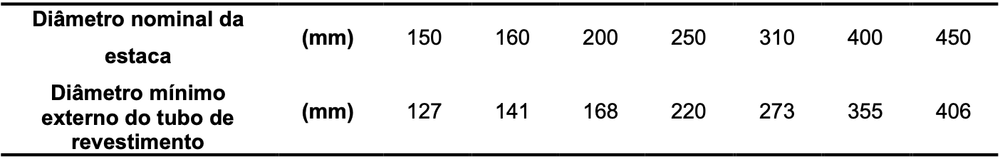 Diâmetro nominal da
estaca (mm) 150 160 200 250 310 400 450
Diâmetro mínimo
externo do tubo de (mm) 127 141 168 220 273 355 406
revestimento